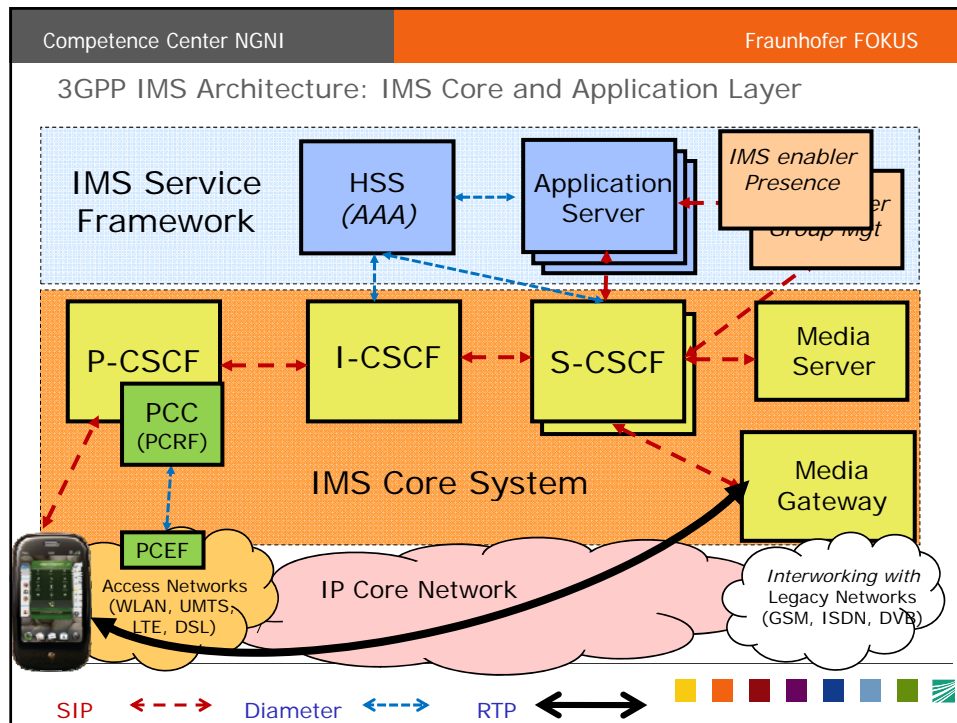 Competence Center NGNI
Fraunhofer FOKUS
3GPP IMS Architecture: IMS Core and Application Layer
IMS Service
Framework
HSS
(AAA)
Application
Server
IMS enabler
Presence
Group Mgt
P-CSCF
I-CSCF
S-CSCF
Media
Server
PCC
(PCRF)
IMS Core System
Media
Gateway
PCEF
Access Networks
(WLAN, UMTS,
LTE, DSL)
IP Core Network
Interworking with
Legacy Networks
(GSM, ISDN, DVB)
SIP
Diameter
RTP